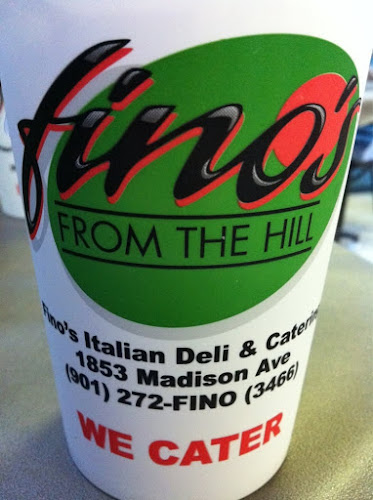 fino's
FROM THE HILL
Fino's Italian Deli & Catering
1853 Madison Ave
(901) 272-FINO (3466)
WE CATER